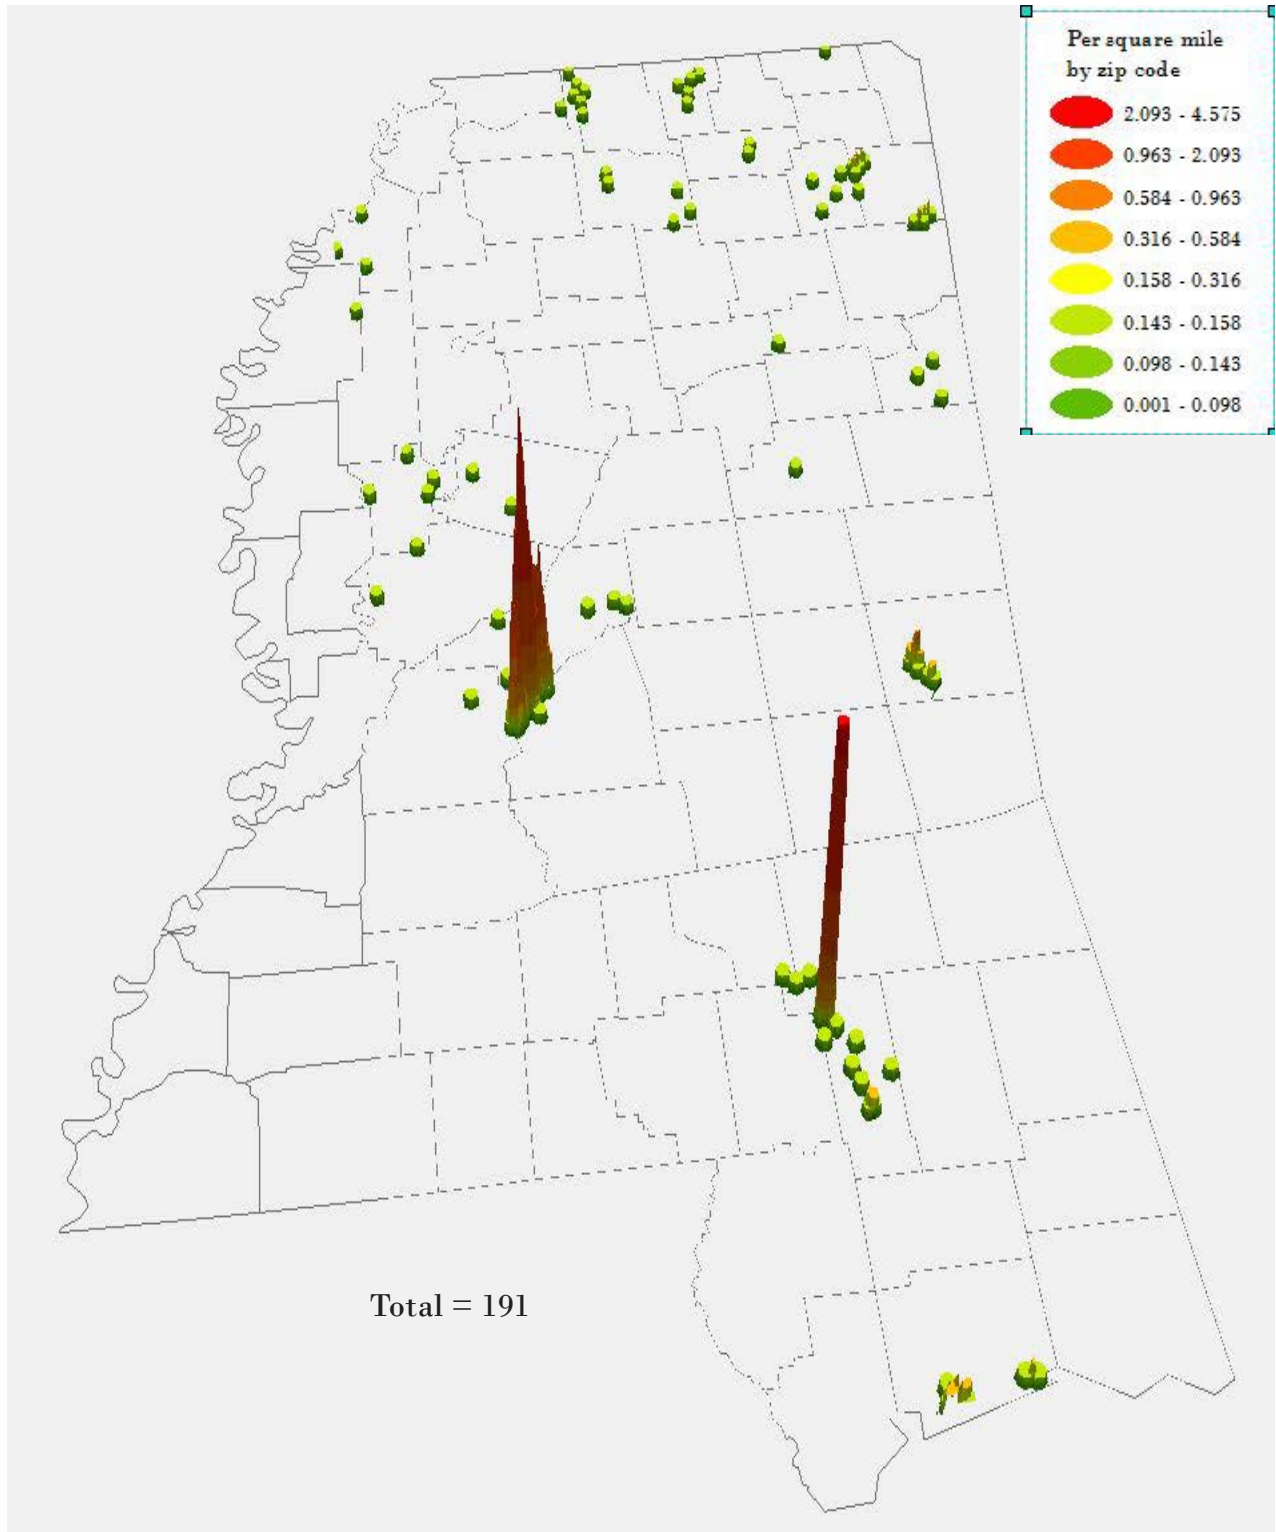 Per square mile
by zip code
2.093 - 4.575
0.963 - 2.093
0.584 - 0.963
0.316 - 0.584
0.158 - 0.316
0.143 - 0.158
0.098 - 0.143
0.001 - 0.098
Total = 191